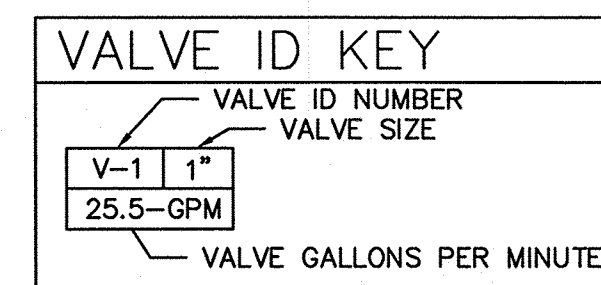 VALVE ID KEY
VALVE ID NUMBER
VALVE SIZE
V-1 1"
25.5-GPM
VALVE GALLONS PER MINUTE